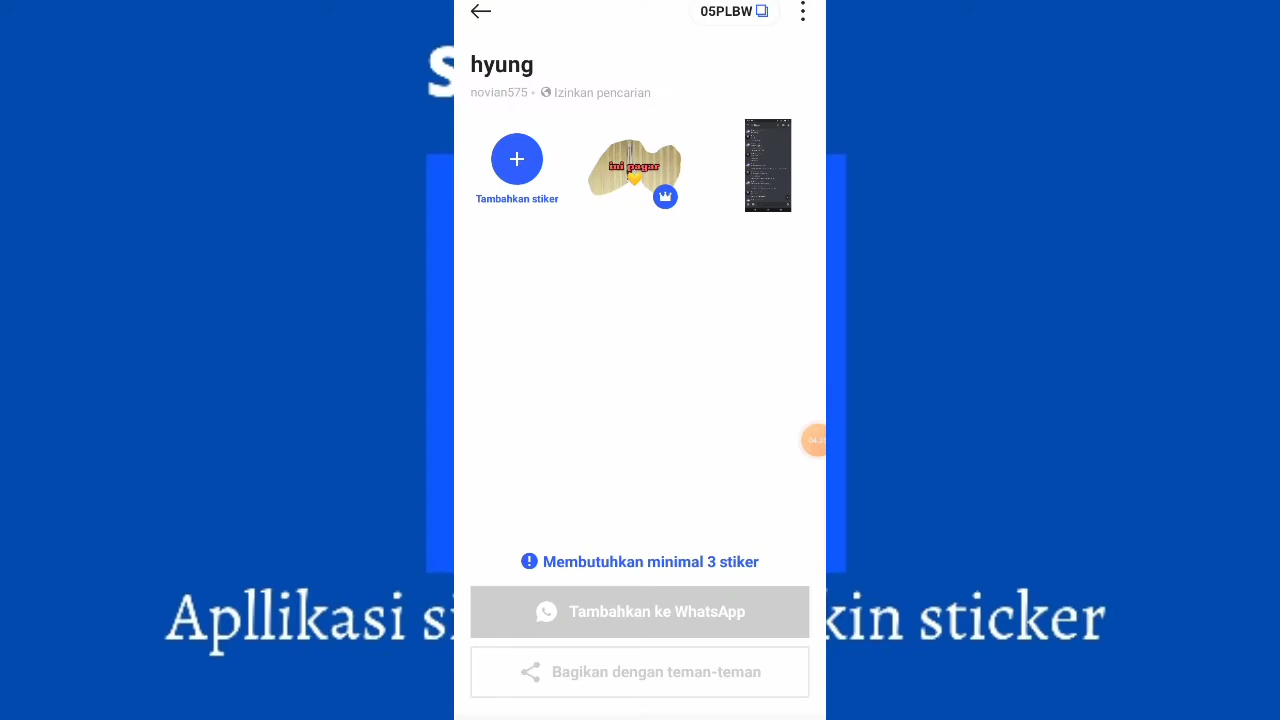 05PLBW
S
hyung
novian575 • Izinkan pencarian
ini pagar
Tambahkan stiker
Membutuhkan minimal 3 stiker
Tambahkan ke WhatsApp
Apllikasi si
kin sticker
Bagikan dengan teman-teman